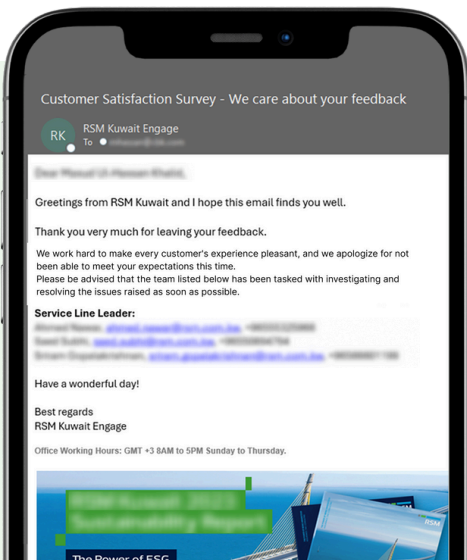 Customer Satisfaction Survey - We care about your feedback
RK
RSM Kuwait Engage
To
Greetings from RSM Kuwait and I hope this email finds you well.
Thank you very much for leaving your feedback.
We work hard to make every customer's experience pleasant, and we apologize for not
been able to meet your expectations this time.
Please be advised that the team listed below has been tasked with investigating and
resolving the issues raised as soon as possible.
Service Line Leader:
Have a wonderful day!
Best regards
RSM Kuwait Engage
Office Working Hours: GMT +3 8AM to 5PM Sunday to Thursday.
RSM
The Power of ESG